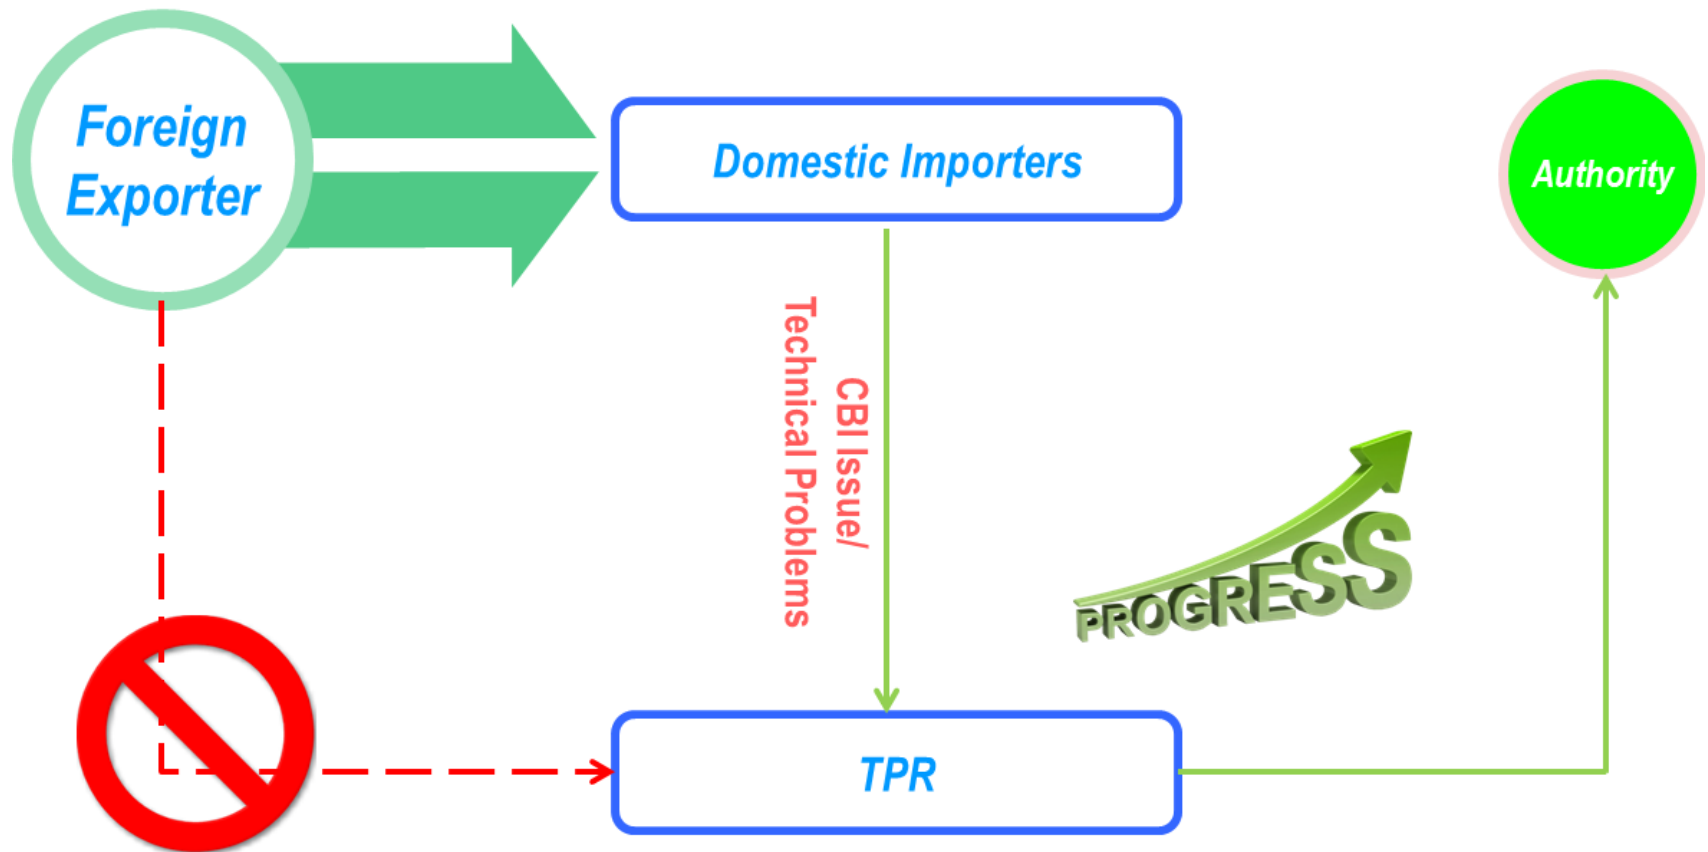 Foreign
Exporter
Domestic Importers
Authority
CBI Issue/
Technical Problems
PROGRESS
TPR